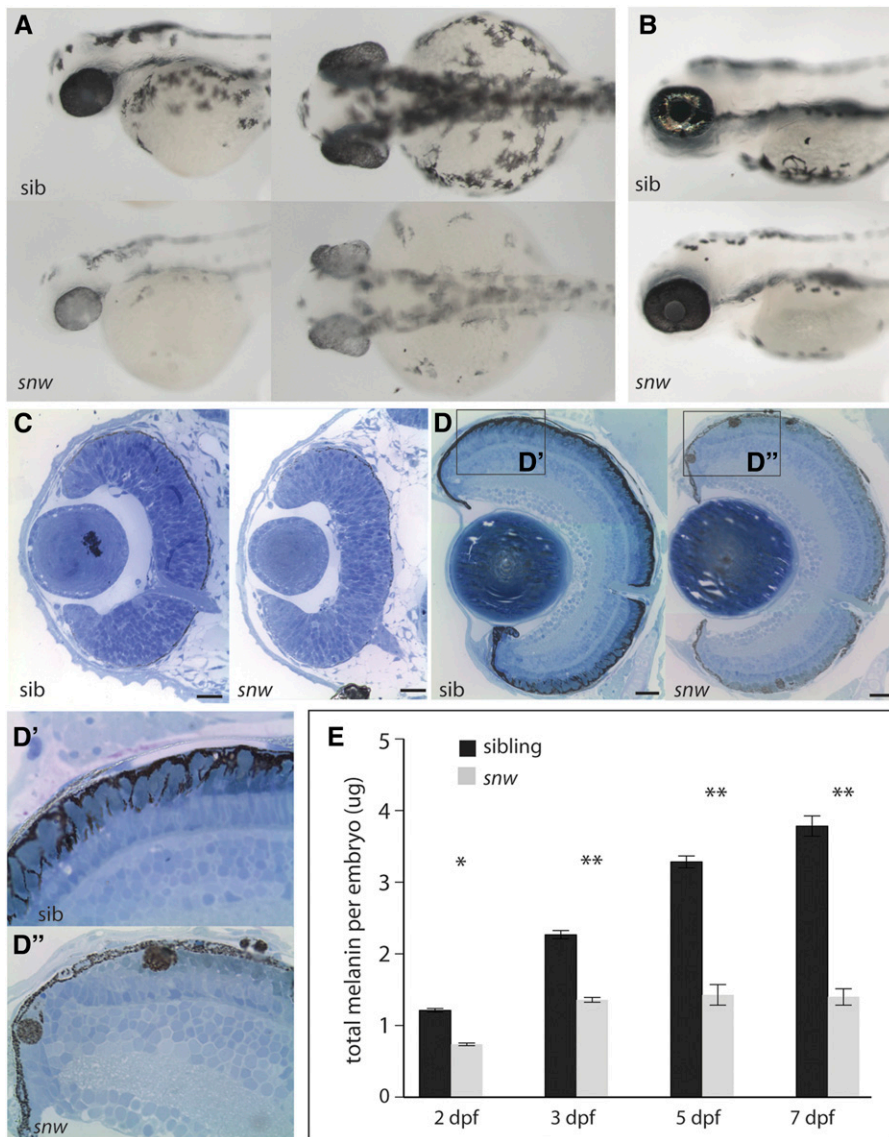 A
B
sib
sib
snw
snw
C
D
D'
D''
sib
snw
sib
snw
D'
sib
D''
snw
E
sibling
snw
total melanin per embryo (ug)
5
4
3
2
1
0
*
**
**
**
2 dpf
3 dpf
5 dpf
7 dpf